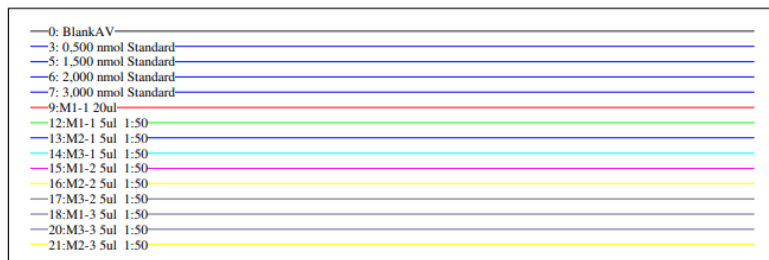 0: BlankAV
3: 0,500 nmol Standard
5: 1,500 nmol Standard
6: 2,000 nmol Standard
7: 3,000 nmol Standard
9:M1-1 20ul
12:M1-1 5ul  1:50
13:M2-1 5ul  1:50
14:M3-1 5ul  1:50
15:M1-2 5ul  1:50
16:M2-2 5ul  1:50
17:M3-2 5ul  1:50
18:M1-3 5ul  1:50
20:M3-3 5ul  1:50
21:M2-3 5ul  1:50